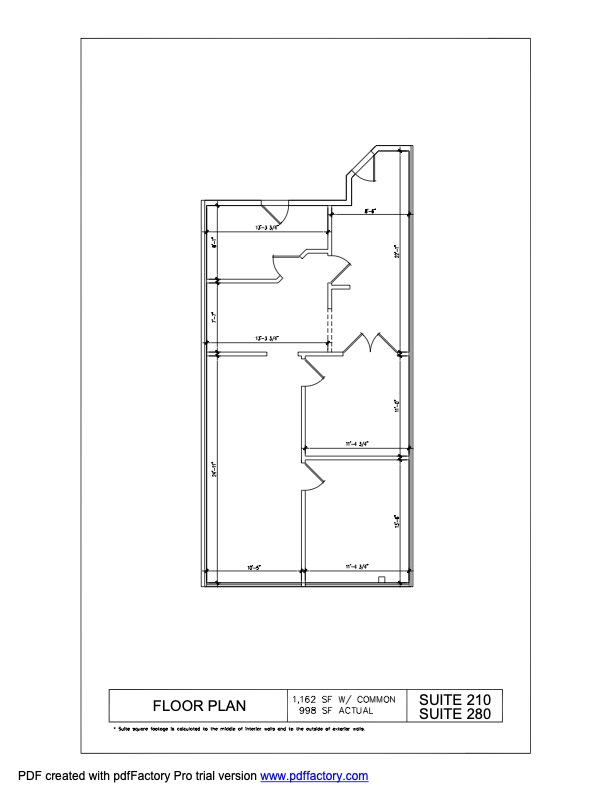 8'-6"
13'-3 3/4"
8'-1"
22'-1"
7'-7"
13'-3 3/4"
11'-0"
11'-4 3/4"
24'-11"
13'-6"
10'-5"
11'-4 3/4"
FLOOR PLAN
1,162 SF W/ COMMON
998 SF ACTUAL
SUITE 210
SUITE 280
* Suite square footage is calculated to the middle of interior walls and to the outside of exterior walls.
PDF created with pdfFactory Pro trial version www.pdffactory.com